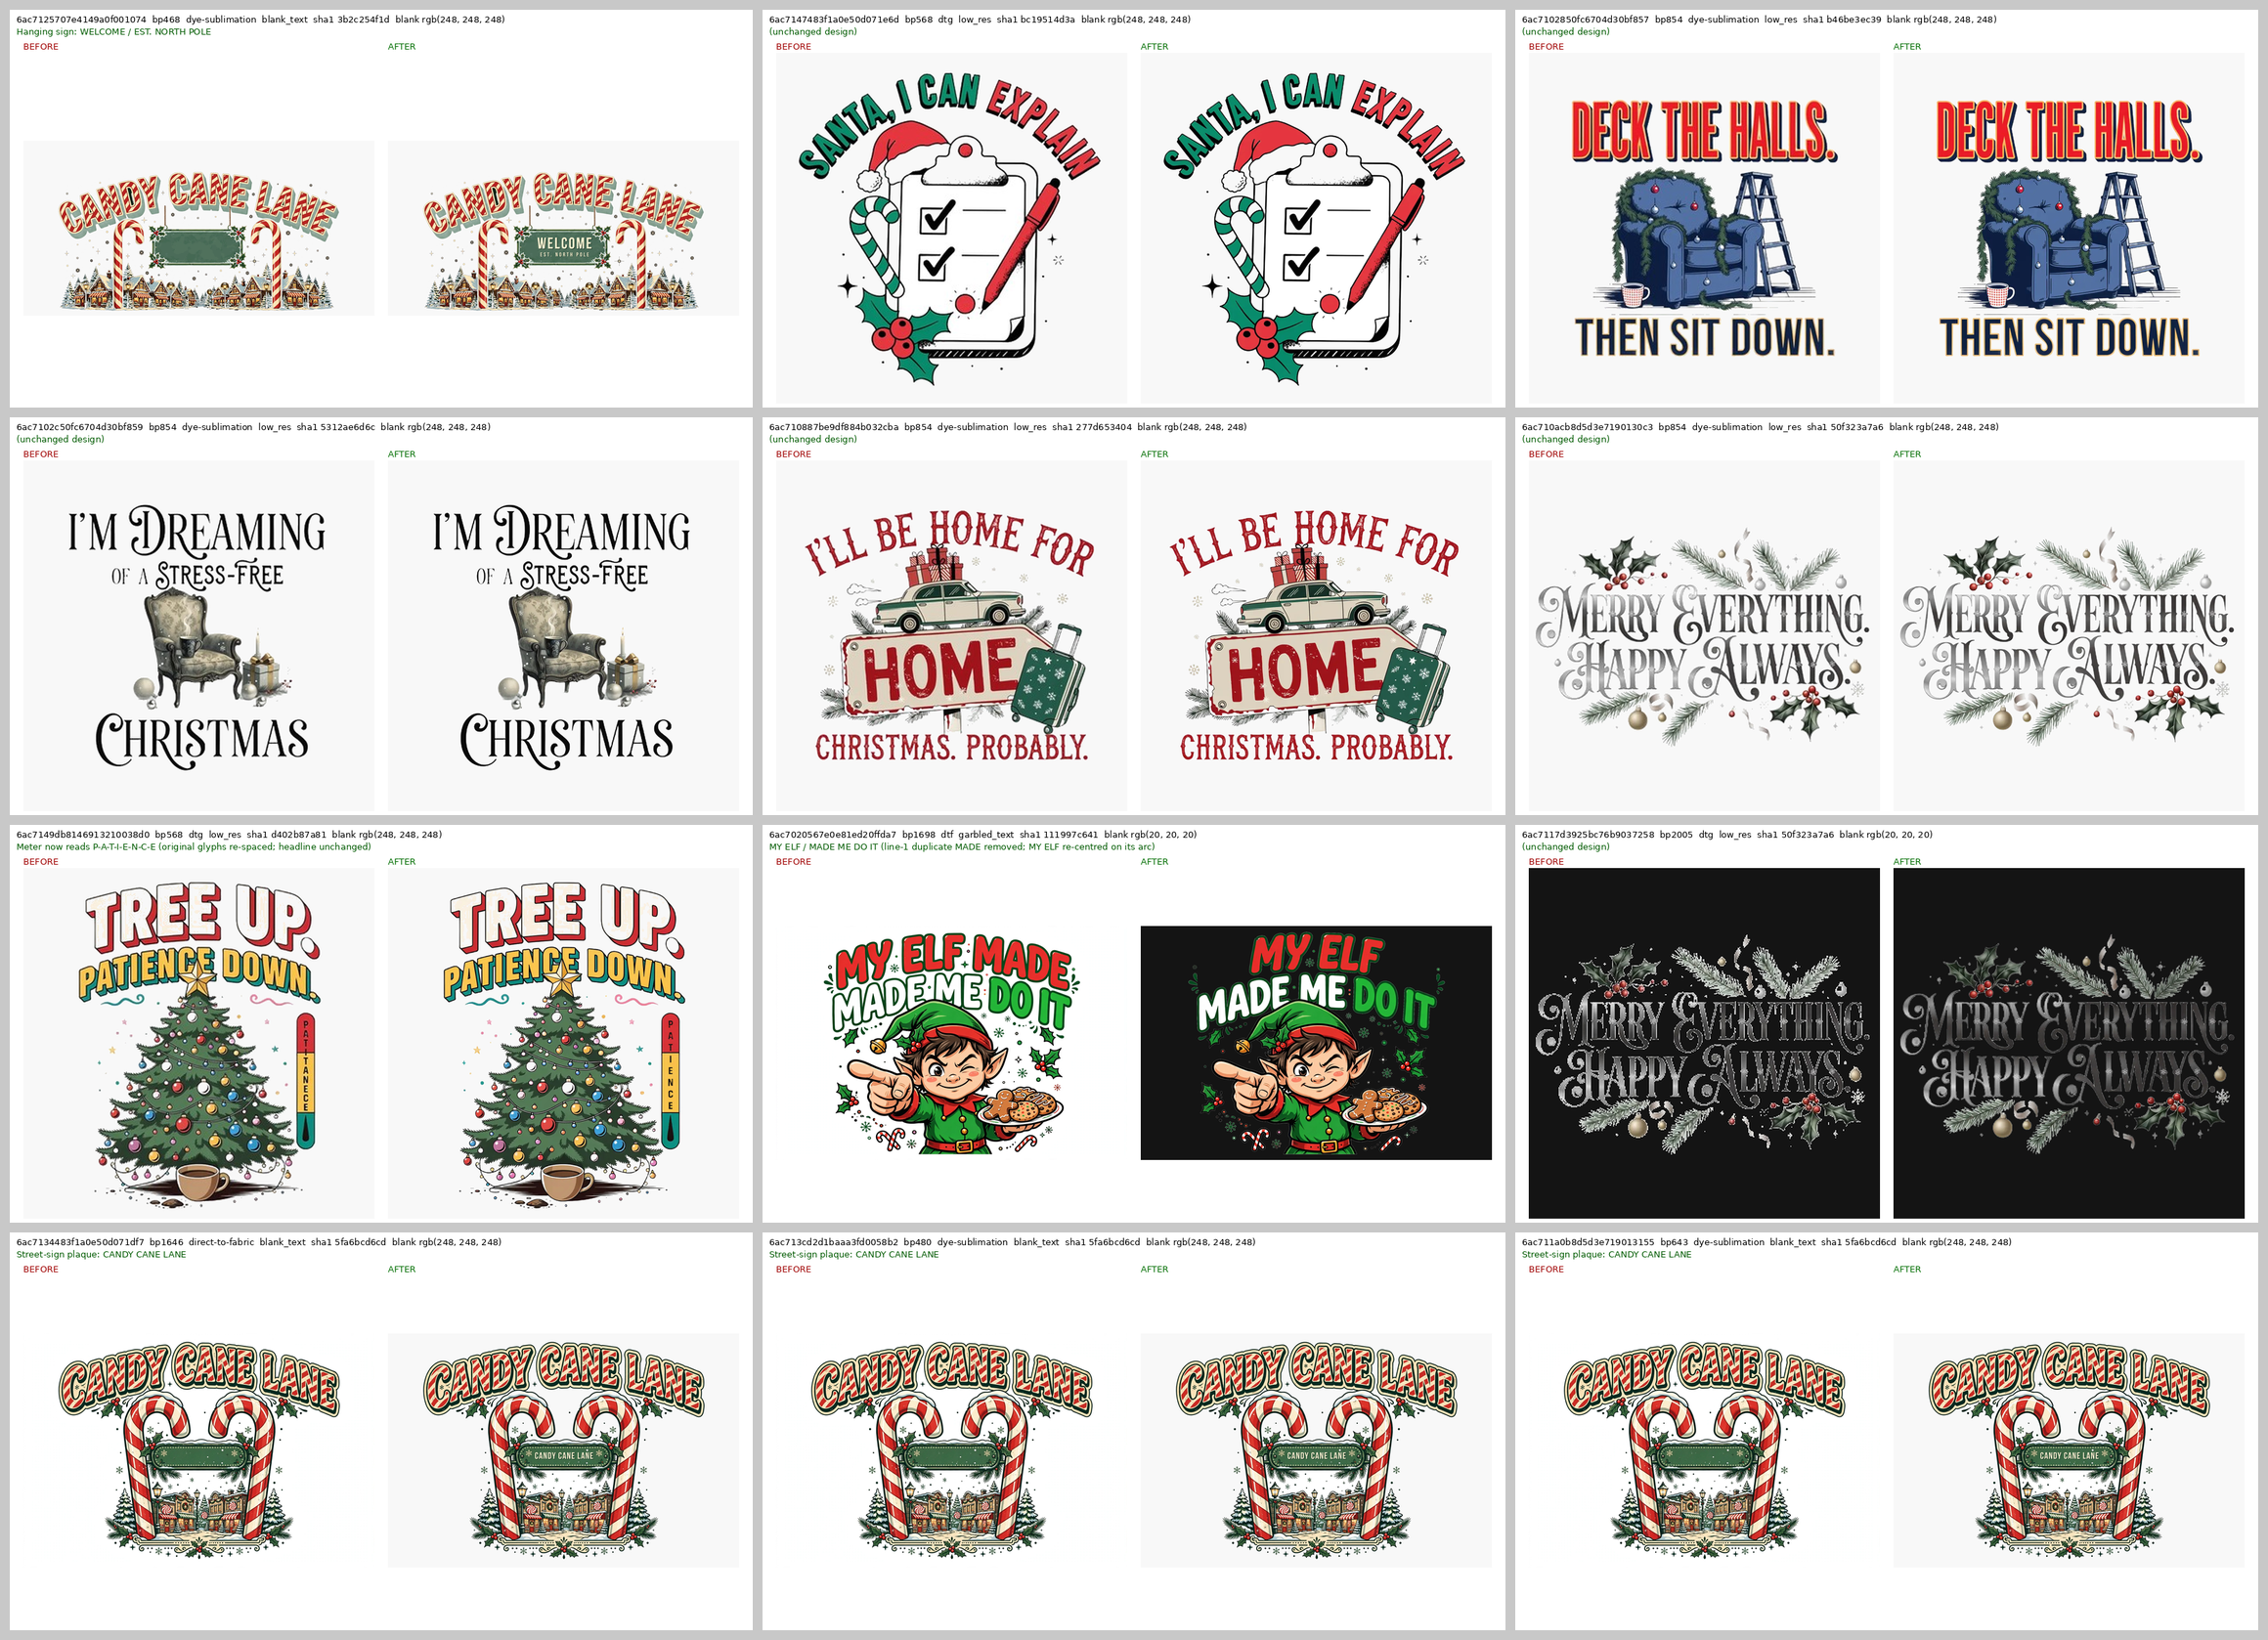 6ac7125707e4149a0f001074 bp468 dye-sublimation blank_text sha1 3b2c254f1d blank rgb(248, 248, 248)
Hanging sign: WELCOME / EST. NORTH POLE
BEFORE
AFTER
CANDY CANE LANE
CANDY CANE LANE
WELCOME
EST. NORTH POLE
6ac7147483f1a0e50d071e6d bp568 dtg low_res sha1 bc19514d3a blank rgb(248, 248, 248)
(unchanged design)
BEFORE
AFTER
SANTA, I CAN EXPLAIN
SANTA, I CAN EXPLAIN
6ac7102850fc6704d30bf857 bp854 dye-sublimation low_res sha1 b46be3ec39 blank rgb(248, 248, 248)
(unchanged design)
BEFORE
AFTER
DECK THE HALLS.
THEN SIT DOWN.
DECK THE HALLS.
THEN SIT DOWN.
6ac7102c50fc6704d30bf859 bp854 dye-sublimation low_res sha1 5312ae6d6c blank rgb(248, 248, 248)
(unchanged design)
BEFORE
AFTER
I'M DREAMING
OF A STRESS-FREE
CHRISTMAS
I'M DREAMING
OF A STRESS-FREE
CHRISTMAS
6ac710887be9df884b032cba bp854 dye-sublimation low_res sha1 277d653404 blank rgb(248, 248, 248)
(unchanged design)
BEFORE
AFTER
I'LL BE HOME FOR
HOME
CHRISTMAS. PROBABLY.
I'LL BE HOME FOR
HOME
CHRISTMAS. PROBABLY.
6ac710acb8d5d3e7190130c3 bp854 dye-sublimation low_res sha1 50f323a7a6 blank rgb(248, 248, 248)
(unchanged design)
BEFORE
AFTER
MERRY EVERYTHING.
HAPPY ALWAYS.
MERRY EVERYTHING.
HAPPY ALWAYS.
6ac7149db8146913210038d0 bp568 dtg low_res sha1 d402b87a81 blank rgb(248, 248, 248)
Meter now reads P-A-T-I-E-N-C-E (original glyphs re-spaced; headline unchanged)
BEFORE
AFTER
TREE UP.
PATIENCE DOWN.
PATITANECE
TREE UP.
PATIENCE DOWN.
PATIENCE
6ac7020567e0e81ed20ffda7 bp1698 dtf garbled_text sha1 111997c641 blank rgb(20, 20, 20)
MY ELF / MADE ME DO IT (line-1 duplicate MADE removed; MY ELF re-centred on its arc)
BEFORE
AFTER
MY ELF MADE
MADE ME DO IT
MY ELF
MADE ME DO IT
6ac7117d3925bc76b9037258 bp2005 dtg low_res sha1 50f323a7a6 blank rgb(20, 20, 20)
(unchanged design)
BEFORE
AFTER
MERRY EVERYTHING.
HAPPY ALWAYS.
MERRY EVERYTHING.
HAPPY ALWAYS.
6ac7134483f1a0e50d071df7 bp1646 direct-to-fabric blank_text sha1 5fa6bcd6cd blank rgb(248, 248, 248)
Street-sign plaque: CANDY CANE LANE
BEFORE
AFTER
CANDY CANE LANE
CANDY CANE LANE
CANDY CANE LANE
6ac713cd2d1baaa3fd0058b2 bp480 dye-sublimation blank_text sha1 5fa6bcd6cd blank rgb(248, 248, 248)
Street-sign plaque: CANDY CANE LANE
BEFORE
AFTER
CANDY CANE LANE
CANDY CANE LANE
CANDY CANE LANE
6ac711a0b8d5d3e719013155 bp643 dye-sublimation blank_text sha1 5fa6bcd6cd blank rgb(248, 248, 248)
Street-sign plaque: CANDY CANE LANE
BEFORE
AFTER
CANDY CANE LANE
CANDY CANE LANE
CANDY CANE LANE